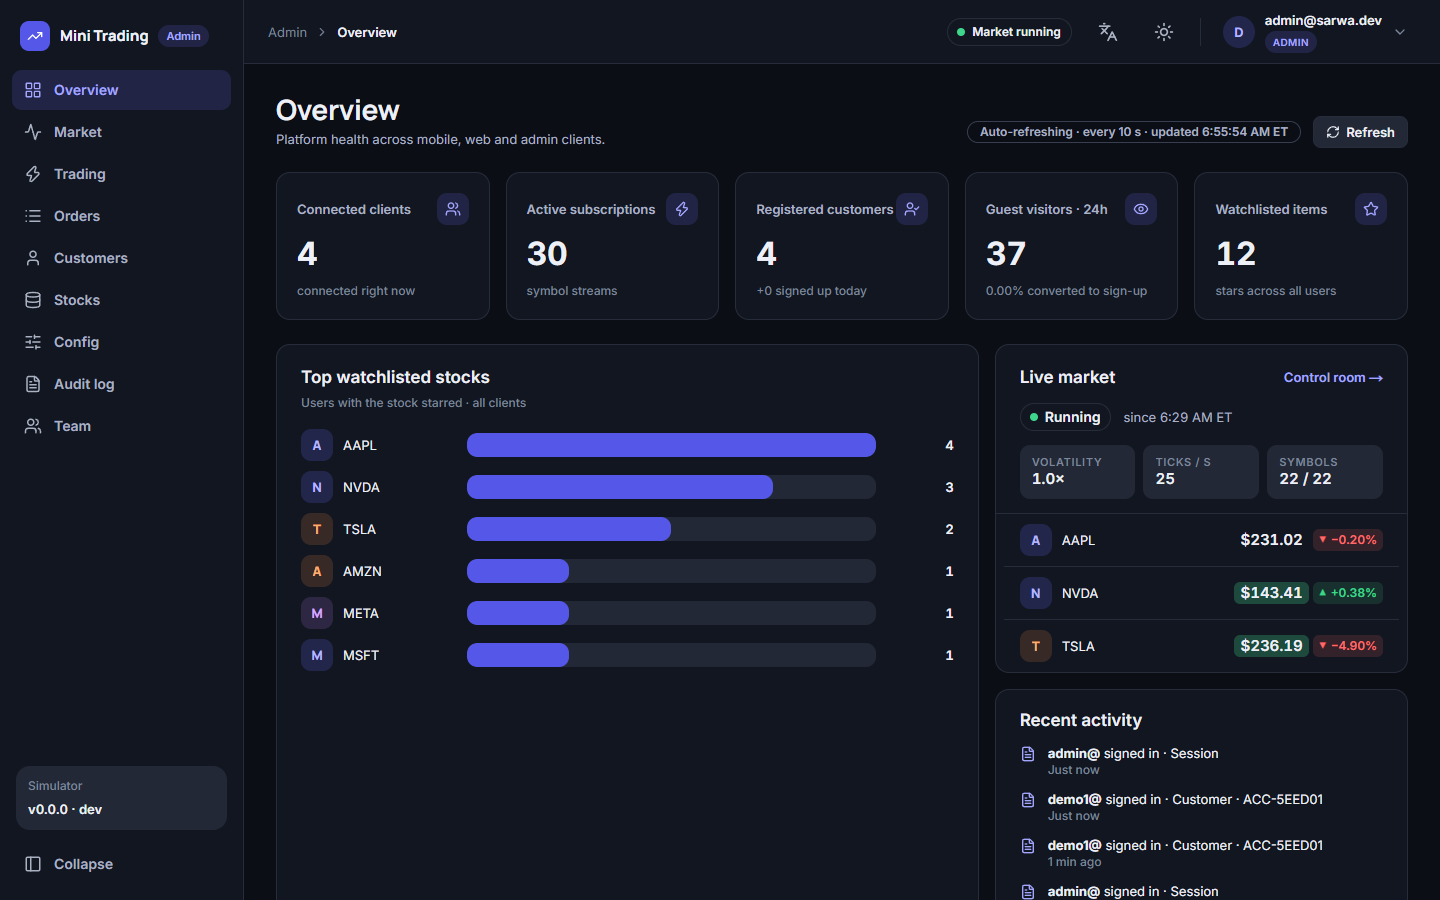 Mini Trading Admin
Overview
Market
Trading
Orders
Customers
Stocks
Config
Audit log
Team
Simulator
v0.0.0 · dev
Collapse
Admin > Overview
Market running
D
admin@sarwa.dev
ADMIN
Overview
Platform health across mobile, web and admin clients.
Auto-refreshing · every 10 s · updated 6:55:54 AM ET
Refresh
Connected clients
4
connected right now
Active subscriptions
30
symbol streams
Registered customers
4
+0 signed up today
Guest visitors · 24h
37
0.00% converted to sign-up
Watchlisted items
12
stars across all users
Top watchlisted stocks
Users with the stock starred · all clients
A AAPL 4
N NVDA 3
T TSLA 2
A AMZN 1
M META 1
M MSFT 1
Live market
Control room →
Running since 6:29 AM ET
VOLATILITY
1.0×
TICKS / S
25
SYMBOLS
22 / 22
A AAPL $231.02 ▼ −0.20%
N NVDA $143.41 ▲ +0.38%
T TSLA $236.19 ▼ −4.90%
Recent activity
admin@ signed in · Session
Just now
demo1@ signed in · Customer · ACC-5EED01
Just now
demo1@ signed in · Customer · ACC-5EED01
1 min ago
admin@ signed in · Session